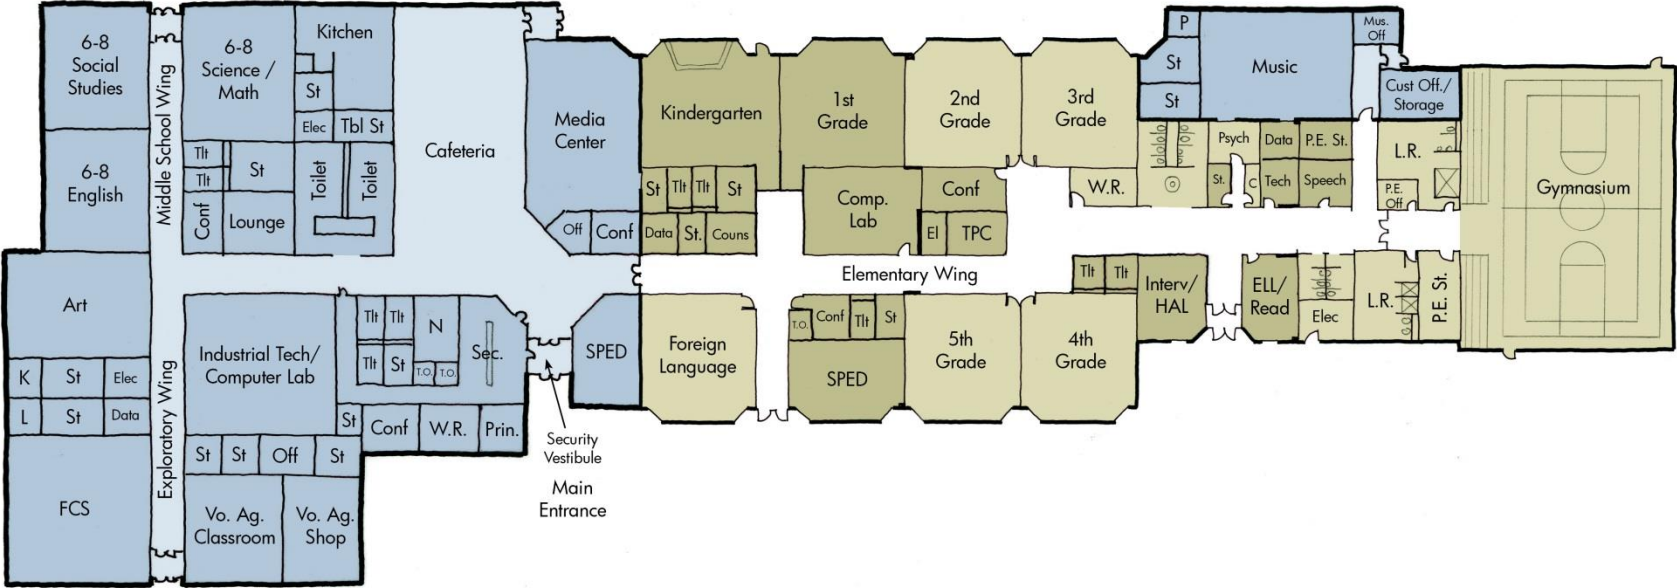 6-8
Social
Studies
6-8
English
Middle School Wing
6-8
Science /
Math
Kitchen
St
Elec
Tbl St
Tlt
Tlt
St
Conf
Lounge
Toilet
Toilet
Cafeteria
Media
Center
Off
Conf
Kindergarten
St
Tlt
Tlt
St
Data
St.
Couns
1st
Grade
2nd
Grade
3rd
Grade
Comp.
Lab
Conf
El
TPC
W.R.
P
St
St
Music
Mus.
Off
Cust Off./
Storage
Psych
Data
P.E. St.
St.
C
Tech
Speech
L.R.
P.E.
Off
Gymnasium
Elementary Wing
Art
K
St
Elec
L
St
Data
FCS
Exploratory Wing
Industrial Tech/
Computer Lab
Tlt
Tlt
Tlt
St
N
T.O.
T.O.
Sec.
St
Conf
W.R.
Prin.
St
St
Off
St
Vo. Ag.
Classroom
Vo. Ag.
Shop
Security
Vestibule
Main
Entrance
SPED
Foreign
Language
T.O.
Conf
Tlt
St
SPED
5th
Grade
4th
Grade
Tlt
Tlt
Interv/
HAL
ELL/
Read
Elec
L.R.
P.E. St.